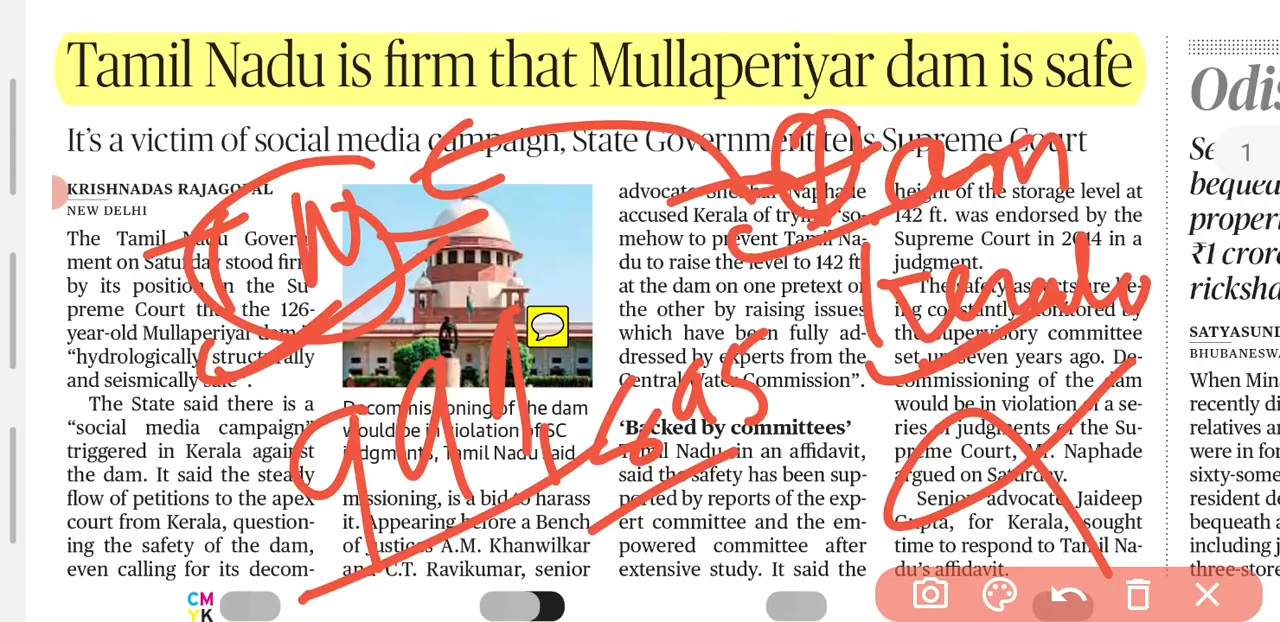 Tamil Nadu is firm that Mullaperiyar dam is safe
It's a victim of social media campaign, State Government tells Supreme Court
KRISHNADAS RAJAGOPAL
NEW DELHI
The Tamil Nadu Govern-
ment on Saturday stood firm
by its position in the Su-
preme Court that the 126-
year-old Mullaperiyar dam is
"hydrologically, structurally
and seismically safe".
The State said there is a
"social media campaign"
triggered in Kerala against
the dam. It said the steady
flow of petitions to the apex
court from Kerala, question-
ing the safety of the dam,
even calling for its decom-
Decommissioning of the dam
would be in violation of SC
judgments, Tamil Nadu said
missioning, is a bid to harass
it. Appearing before a Bench
of Justices A.M. Khanwilkar
and C.T. Ravikumar, senior
advocate Naphade
accused Kerala of trying "so-
mehow to prevent Tamil Na-
du to raise the level to 142 ft
at the dam on one pretext or
the other by raising issues
which have been fully ad-
dressed by experts from the
Central Water Commission".
'Backed by committees'
Tamil Nadu, in an affidavit,
said the safety has been sup-
ported by reports of the exp-
ert committee and the em-
powered committee after
extensive study. It said the
height of the storage level at
142 ft. was endorsed by the
Supreme Court in 2014 in a
judgment.
The safety aspects are be-
ing constantly monitored by
the supervisory committee
set up seven years ago. De-
commissioning of the dam
would be in violation of a se-
ries of judgments of the Su-
preme Court, Mr. Naphade
argued on Saturday.
Senior advocate Jaideep
Gupta, for Kerala, sought
time to respond to Tamil Na-
du's affidavit.
TN
Dam
Kerala
999
CM
YK
Odis
Se
beque
proper
₹1 cror
ricksha
SATYASUNI
BHUBANESWA
When Min
recently di
relatives a
were in for
sixty-some
resident de
bequeath a
including j
three-store
1